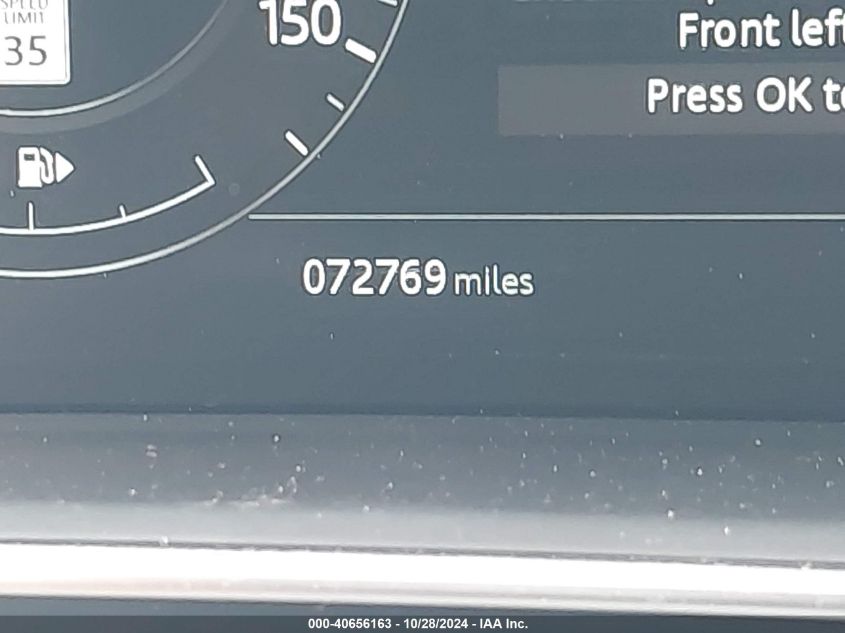 SPEED
LIMIT
35
150
Front left
Press OK to
072769 miles
000-40656163 - 10/28/2024 - IAA Inc.